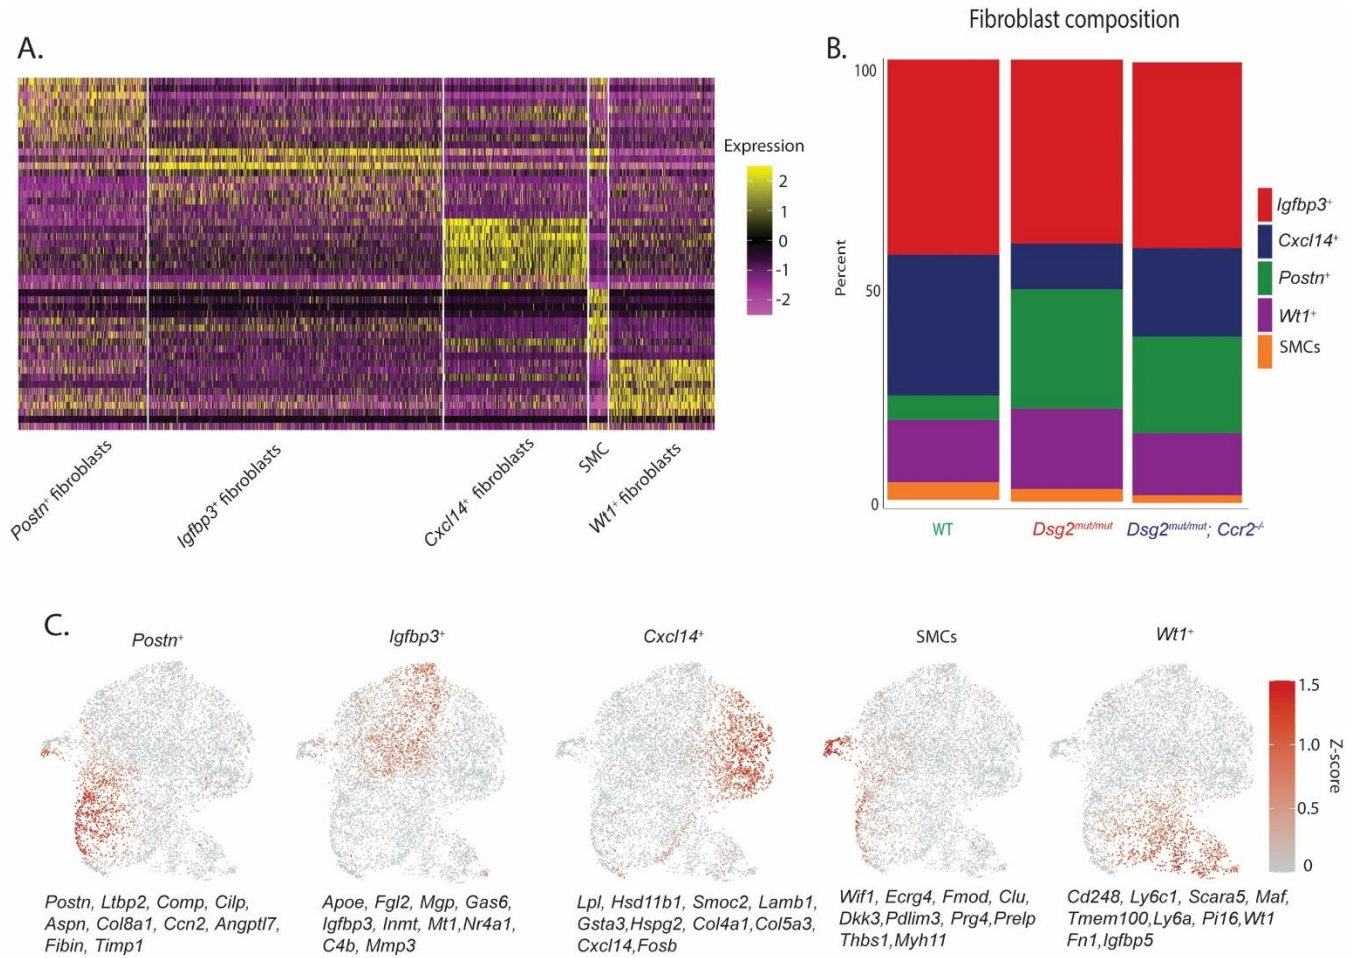 Fibroblast composition
A.
B.
Expression
2
1
0
-1
-2
Postn⁺ fibroblasts
Igfbp3⁺ fibroblasts
Cxcl14⁺ fibroblasts
SMC
Wt1⁺ fibroblasts
100
50
0
Percent
WT
Dsg2ᵐᵘᵗ/ᵐᵘᵗ
Dsg2ᵐᵘᵗ/ᵐᵘᵗ; Ccr2⁻/⁻
Igfbp3⁺
Cxcl14⁺
Postn⁺
Wt1⁺
SMCs
C.
Postn⁺
Igfbp3⁺
Cxcl14⁺
SMCs
Wt1⁺
1.5
1.0
0.5
0
Z-score
Postn, Ltbp2, Comp, Cilp,
Aspn, Col8a1, Ccn2, Angptl7,
Fibin, Timp1
Apoe, Fgl2, Mgp, Gas6,
Igfbp3, Inmt, Mt1,Nr4a1,
C4b, Mmp3
Lpl, Hsd11b1, Smoc2, Lamb1,
Gsta3,Hspg2, Col4a1,Col5a3,
Cxcl14,Fosb
Wif1, Ecrg4, Fmod, Clu,
Dkk3,Pdlim3, Prg4,Prelp
Thbs1,Myh11
Cd248, Ly6c1, Scara5, Maf,
Tmem100,Ly6a, Pi16,Wt1
Fn1,Igfbp5